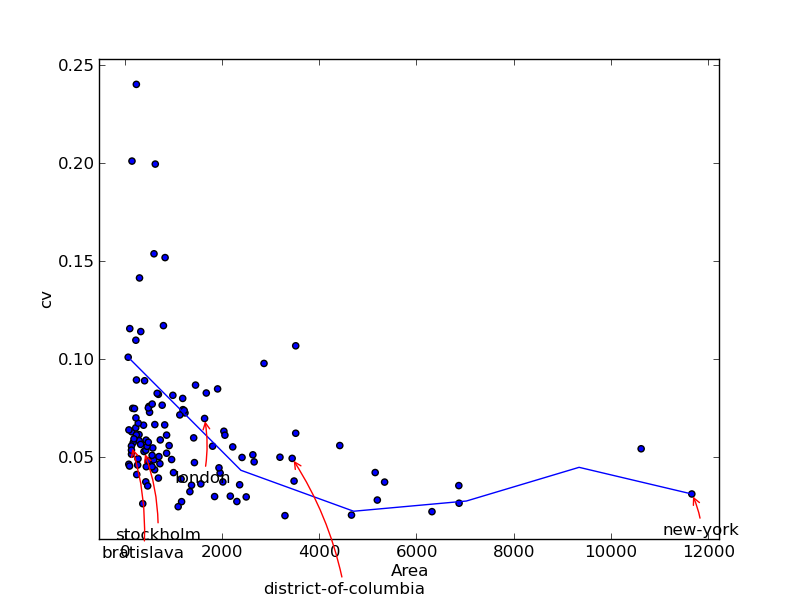 0.25
0.20
0.15
0.10
0.05
cv
london
stockholm
bratislava
new-york
district-of-columbia
0
2000
4000
6000
8000
10000
12000
Area